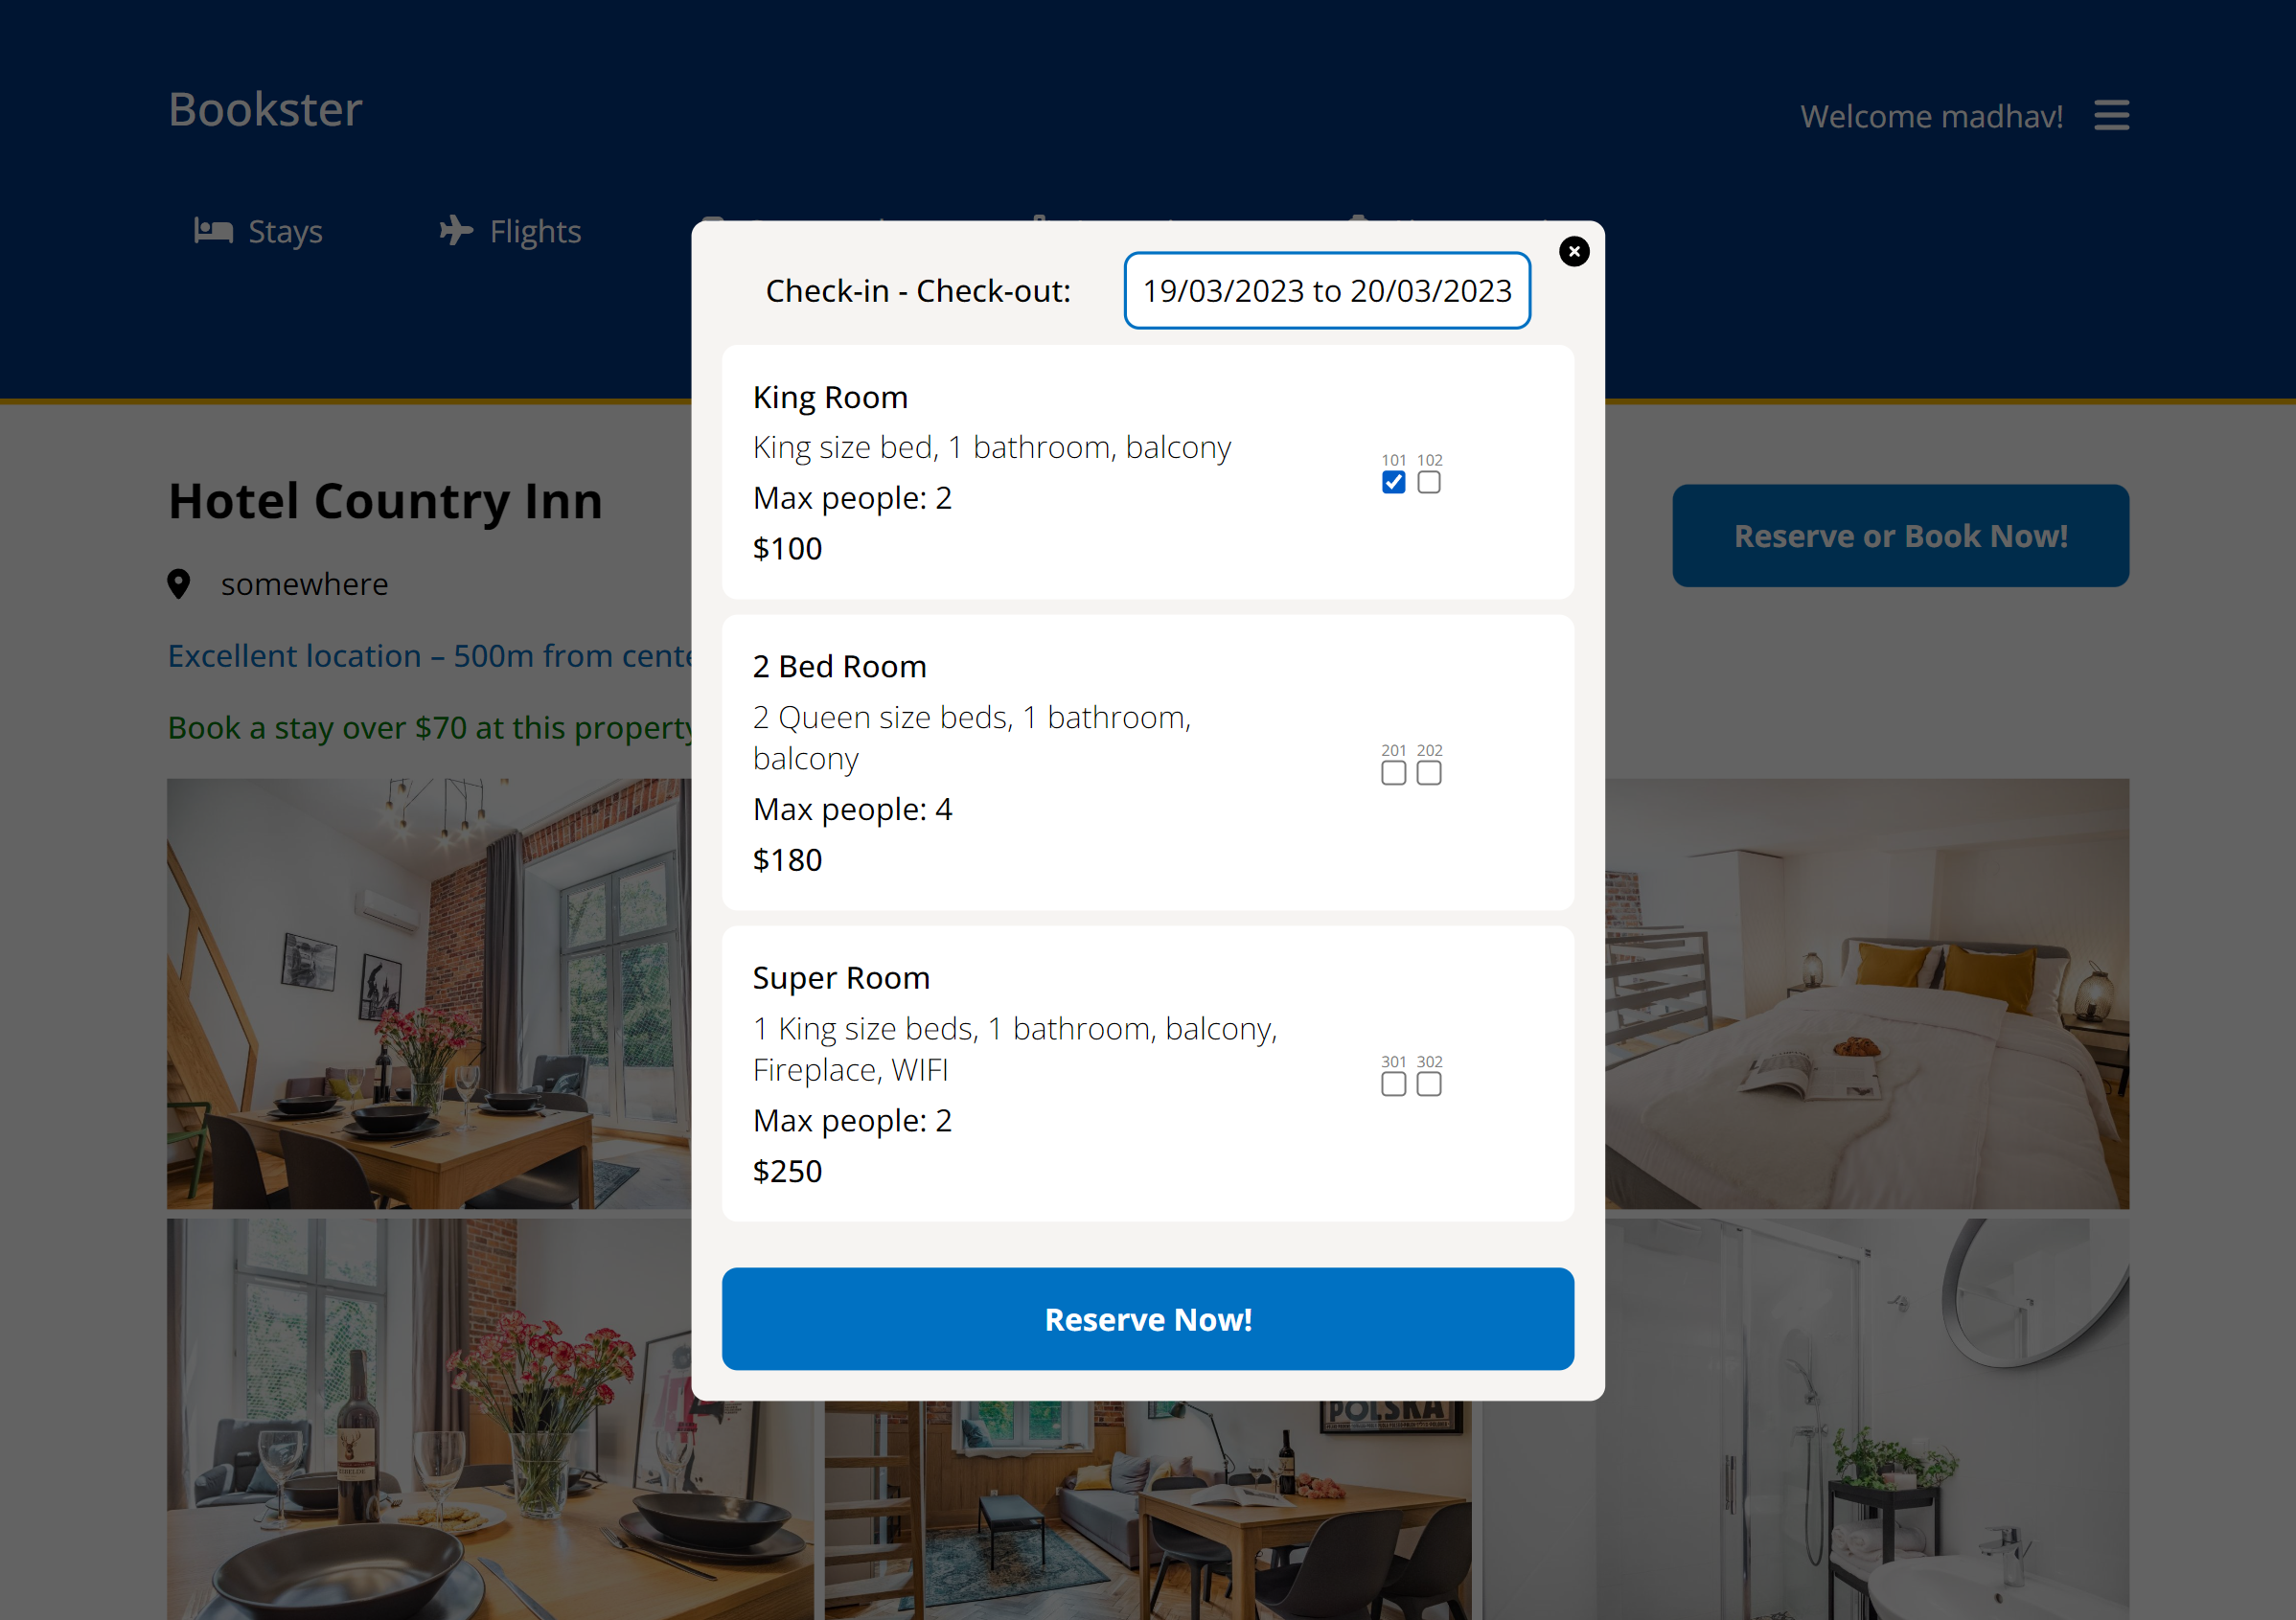 Bookster
Welcome madhav!
Stays
Flights
Check-in - Check-out:
19/03/2023 to 20/03/2023
King Room
King size bed, 1 bathroom, balcony
Max people: 2
$100
101 102
2 Bed Room
2 Queen size beds, 1 bathroom,
balcony
Max people: 4
$180
201 202
Super Room
1 King size beds, 1 bathroom, balcony,
Fireplace, WIFI
Max people: 2
$250
301 302
Reserve Now!
Hotel Country Inn
Reserve or Book Now!
somewhere
Excellent location – 500m from
Book a stay over $70 at this property
POLSKA